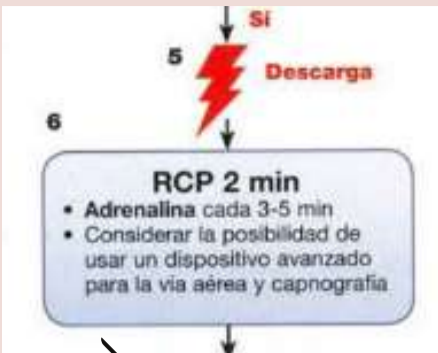 Sí
5
Descarga
6
RCP 2 min
• Adrenalina cada 3-5 min
• Considerar la posibilidad de
usar un dispositivo avanzado
para la vía aérea y capnografía